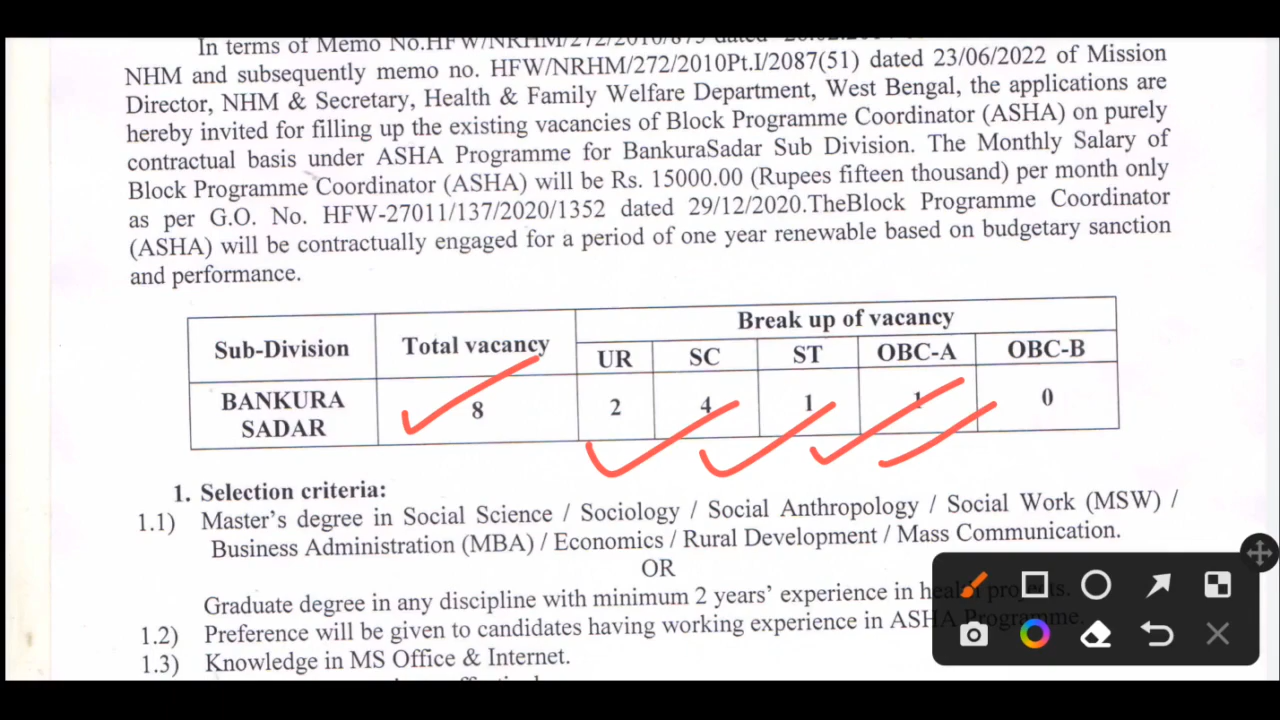 In terms of Memo No.HFW/NRHM/272/2010/875 dated
NHM and subsequently memo no. HFW/NRHM/272/2010Pt.I/2087(51) dated 23/06/2022 of Mission
Director, NHM & Secretary, Health & Family Welfare Department, West Bengal, the applications are
hereby invited for filling up the existing vacancies of Block Programme Coordinator (ASHA) on purely
contractual basis under ASHA Programme for BankuraSadar Sub Division. The Monthly Salary of
Block Programme Coordinator (ASHA) will be Rs. 15000.00 (Rupees fifteen thousand) per month only
as per G.O. No. HFW-27011/137/2020/1352 dated 29/12/2020.TheBlock Programme Coordinator
(ASHA) will be contractually engaged for a period of one year renewable based on budgetary sanction
and performance.
Sub-Division Total vacancy Break up of vacancy
UR SC ST OBC-A OBC-B
BANKURA SADAR 8 2 4 1 1 0
1. Selection criteria:
1.1) Master's degree in Social Science / Sociology / Social Anthropology / Social Work (MSW) /
Business Administration (MBA) / Economics / Rural Development / Mass Communication.
OR
Graduate degree in any discipline with minimum 2 years' experience in health projects.
1.2) Preference will be given to candidates having working experience in ASHA Programme.
1.3) Knowledge in MS Office & Internet.